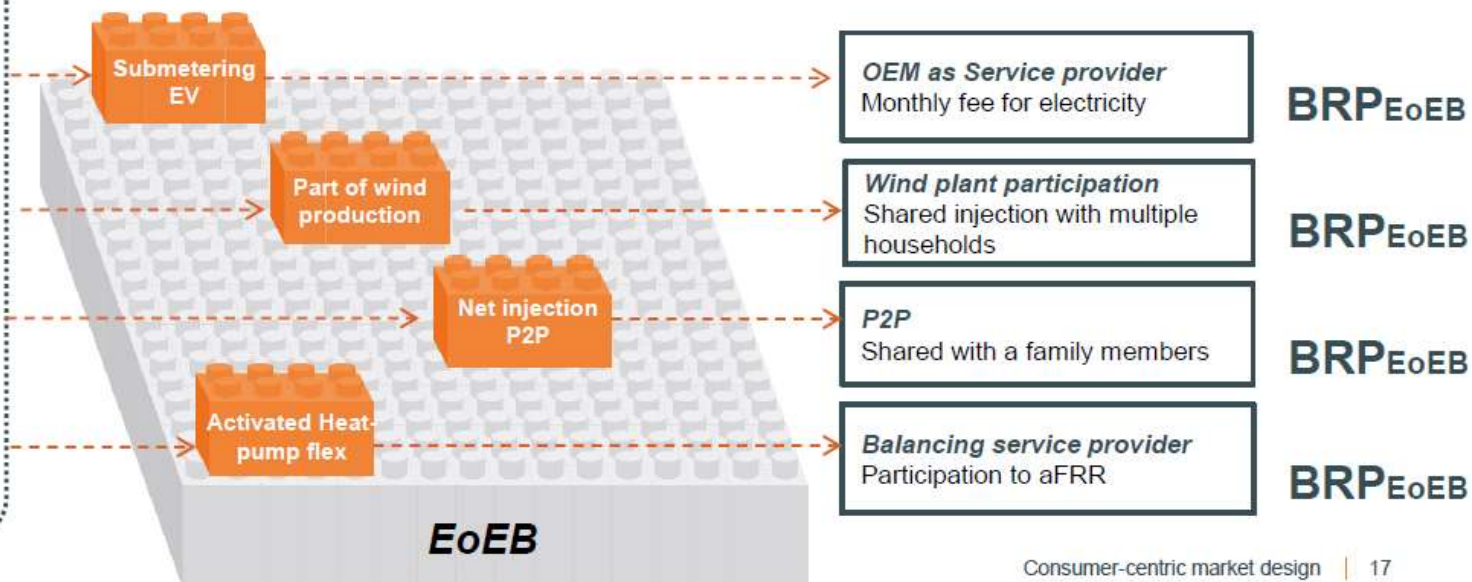 Submetering
EV
OEM as Service provider
Monthly fee for electricity
BRPEoEB
Part of wind
production
Wind plant participation
Shared injection with multiple
households
BRPEoEB
Net injection
P2P
P2P
Shared with a family members
BRPEoEB
Activated Heat-
pump flex
Balancing service provider
Participation to aFRR
BRPEoEB
EoEB
Consumer-centric market design | 17